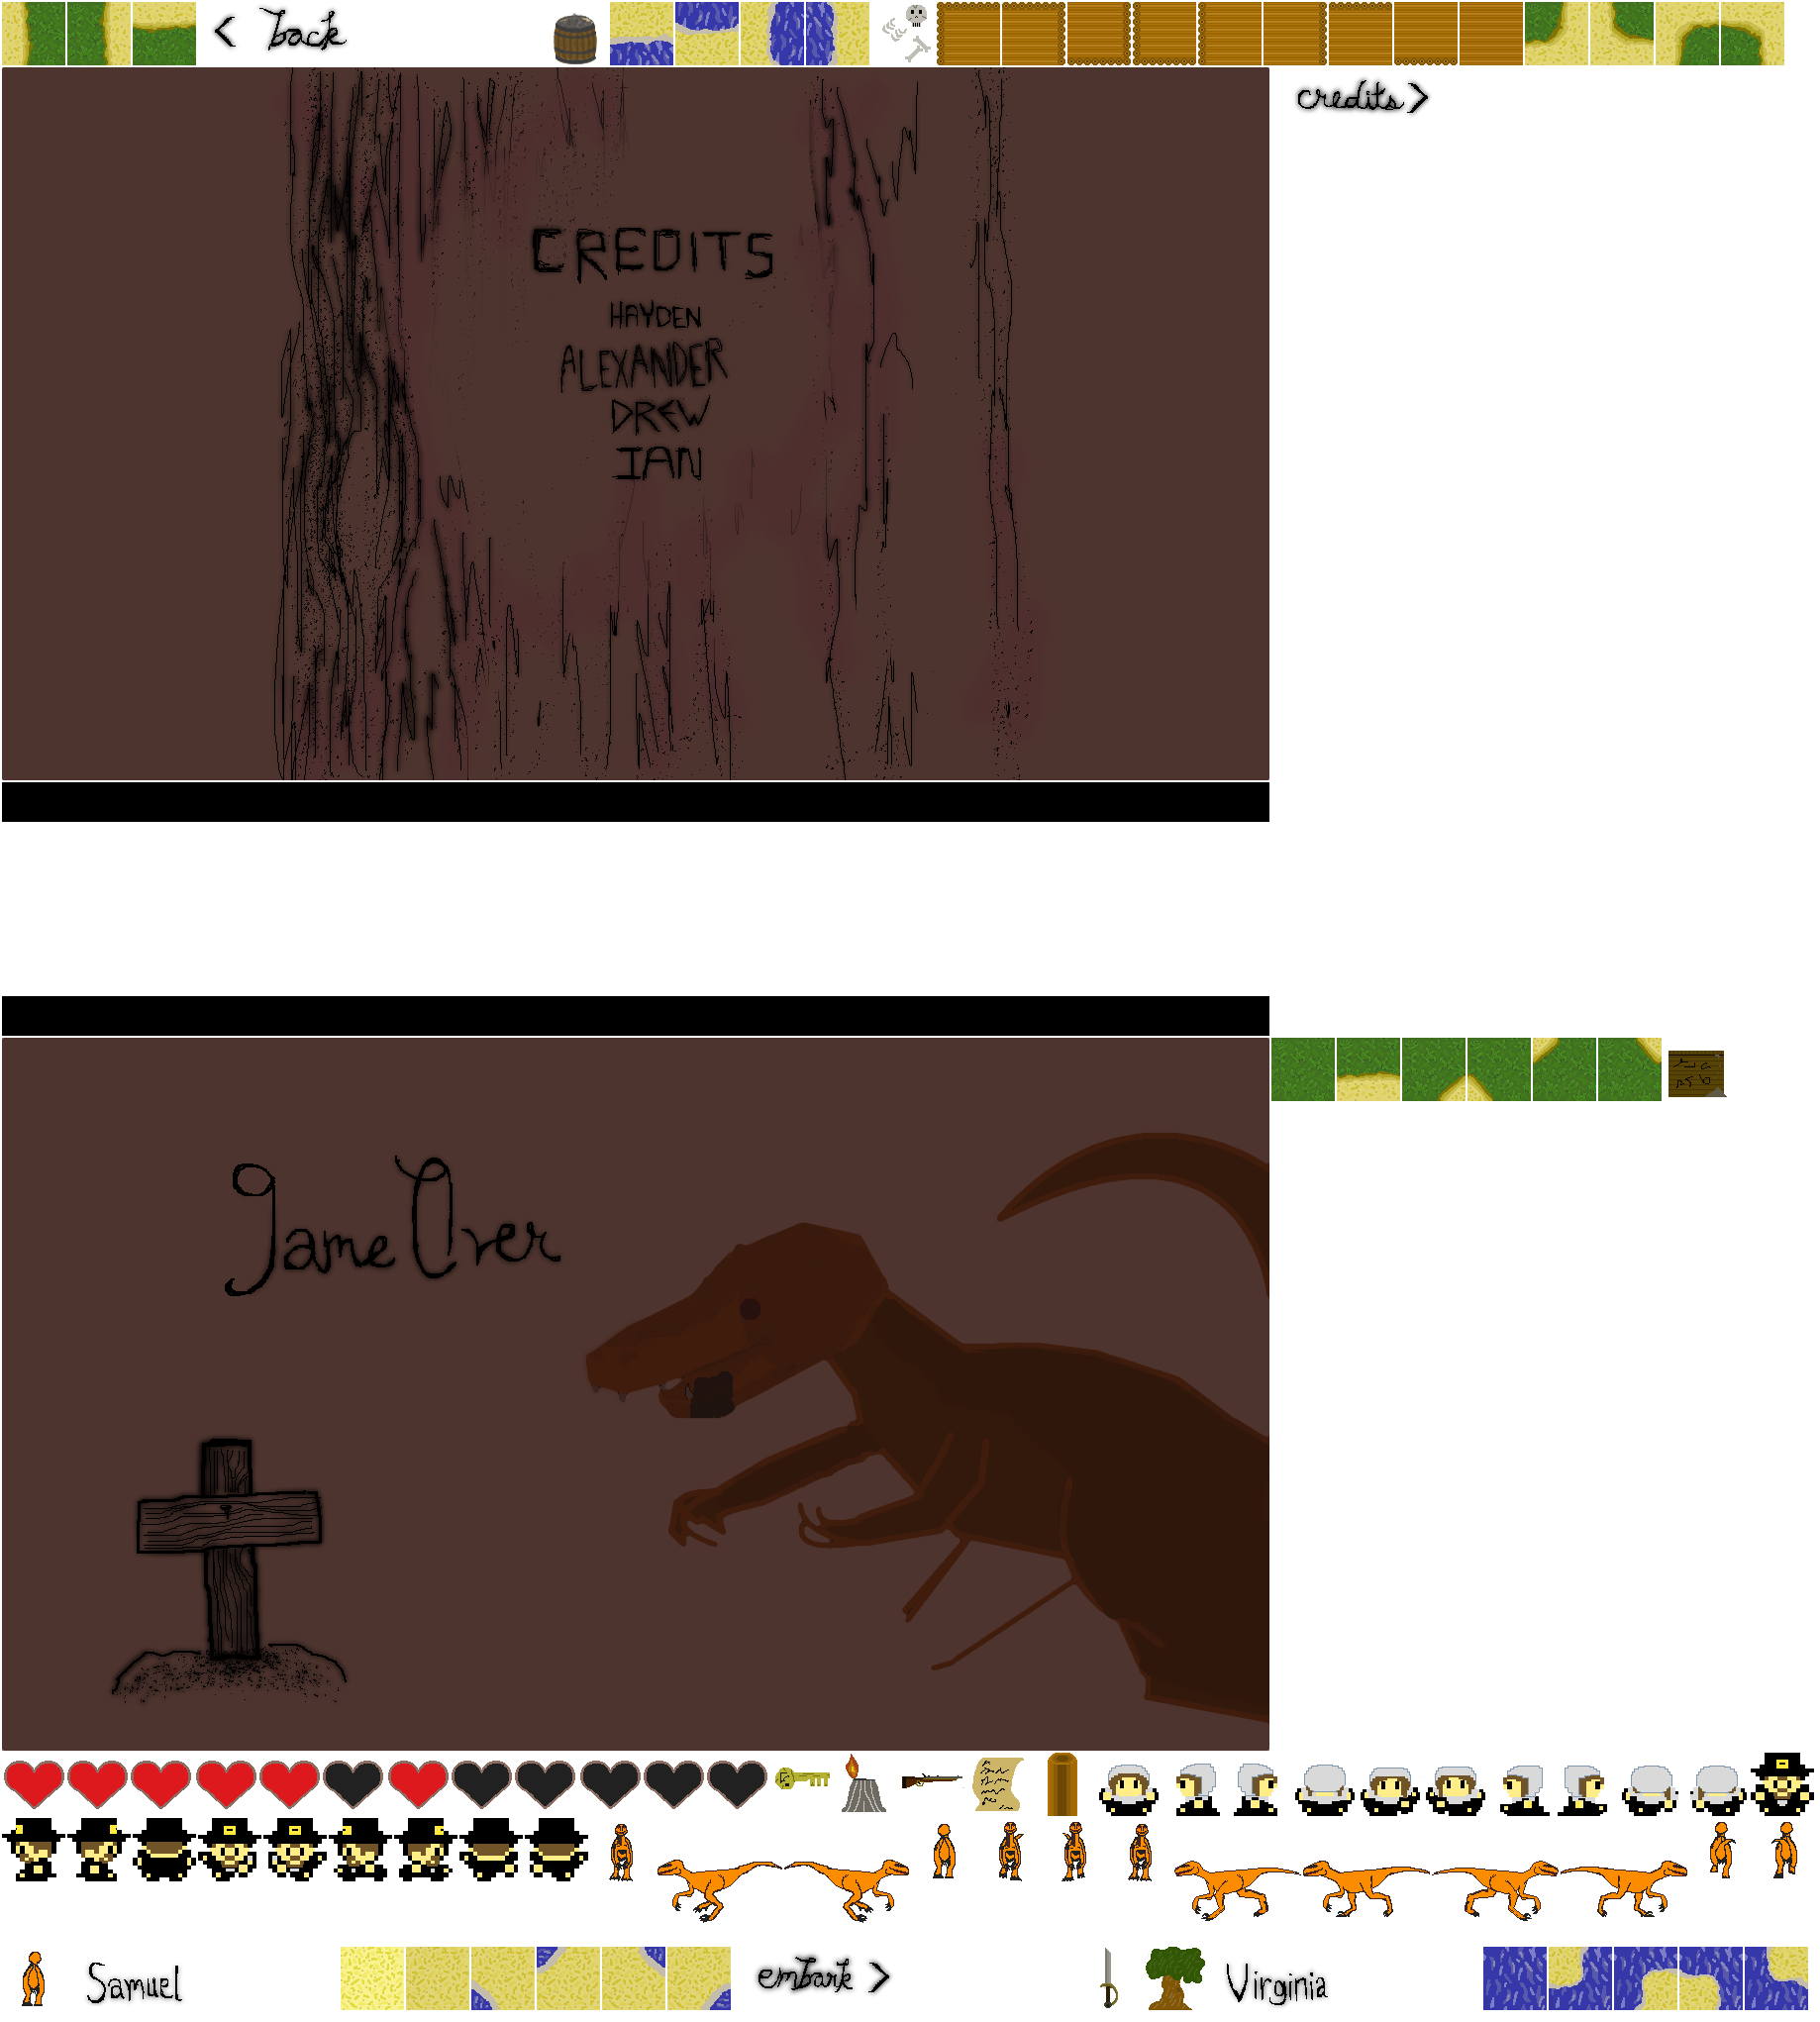 < back
credits >
CREDITS
HAYDEN
ALEXANDER
DREW
IAN
Game Over
Samuel
embark >
Virginia